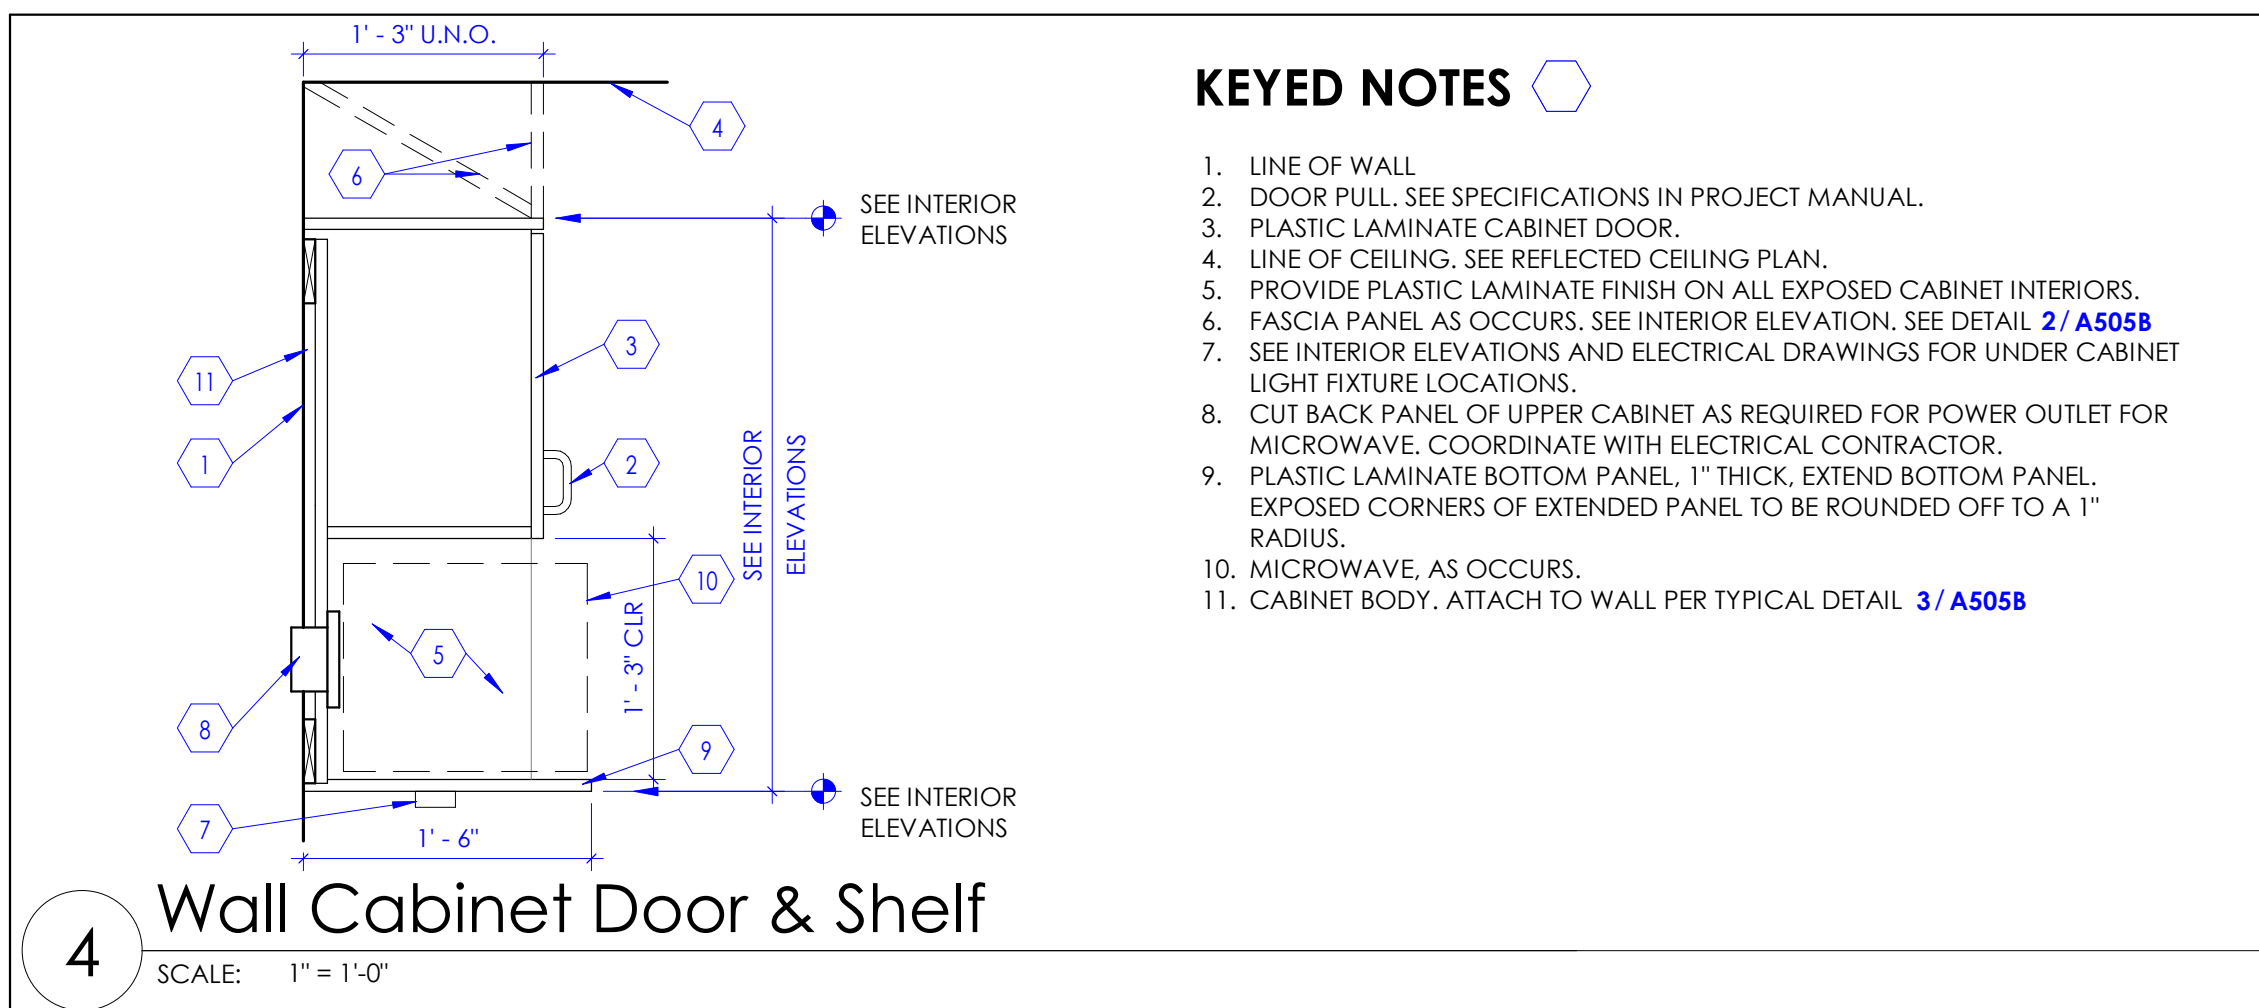 1' - 3" U.N.O.
4
6
SEE INTERIOR
ELEVATIONS
3
11
1
2
SEE INTERIOR
ELEVATIONS
10
1' - 3" CLR
5
8
9
7
SEE INTERIOR
ELEVATIONS
1' - 6"
4
Wall Cabinet Door & Shelf
SCALE: 1" = 1'-0"
KEYED NOTES
1. LINE OF WALL
2. DOOR PULL. SEE SPECIFICATIONS IN PROJECT MANUAL.
3. PLASTIC LAMINATE CABINET DOOR.
4. LINE OF CEILING. SEE REFLECTED CEILING PLAN.
5. PROVIDE PLASTIC LAMINATE FINISH ON ALL EXPOSED CABINET INTERIORS.
6. FASCIA PANEL AS OCCURS. SEE INTERIOR ELEVATION. SEE DETAIL 2/A505B
7. SEE INTERIOR ELEVATIONS AND ELECTRICAL DRAWINGS FOR UNDER CABINET
LIGHT FIXTURE LOCATIONS.
8. CUT BACK PANEL OF UPPER CABINET AS REQUIRED FOR POWER OUTLET FOR
MICROWAVE. COORDINATE WITH ELECTRICAL CONTRACTOR.
9. PLASTIC LAMINATE BOTTOM PANEL, 1" THICK, EXTEND BOTTOM PANEL.
EXPOSED CORNERS OF EXTENDED PANEL TO BE ROUNDED OFF TO A 1"
RADIUS.
10. MICROWAVE, AS OCCURS.
11. CABINET BODY. ATTACH TO WALL PER TYPICAL DETAIL 3/A505B